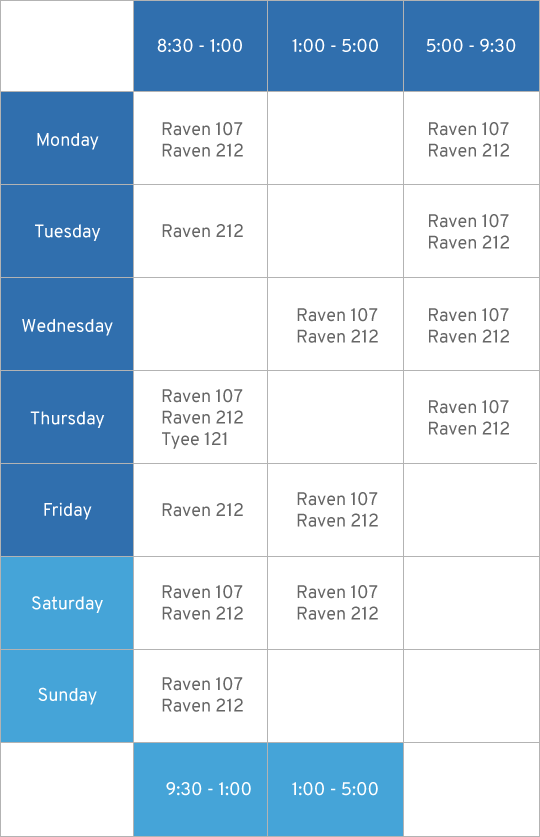 8:30 - 1:00
1:00 - 5:00
5:00 - 9:30
Monday
Raven 107
Raven 212
Raven 107
Raven 212
Tuesday
Raven 212
Raven 107
Raven 212
Wednesday
Raven 107
Raven 212
Raven 107
Raven 212
Thursday
Raven 107
Raven 212
Tyee 121
Raven 107
Raven 212
Friday
Raven 212
Raven 107
Raven 212
Saturday
Raven 107
Raven 212
Raven 107
Raven 212
Sunday
Raven 107
Raven 212
9:30 - 1:00
1:00 - 5:00